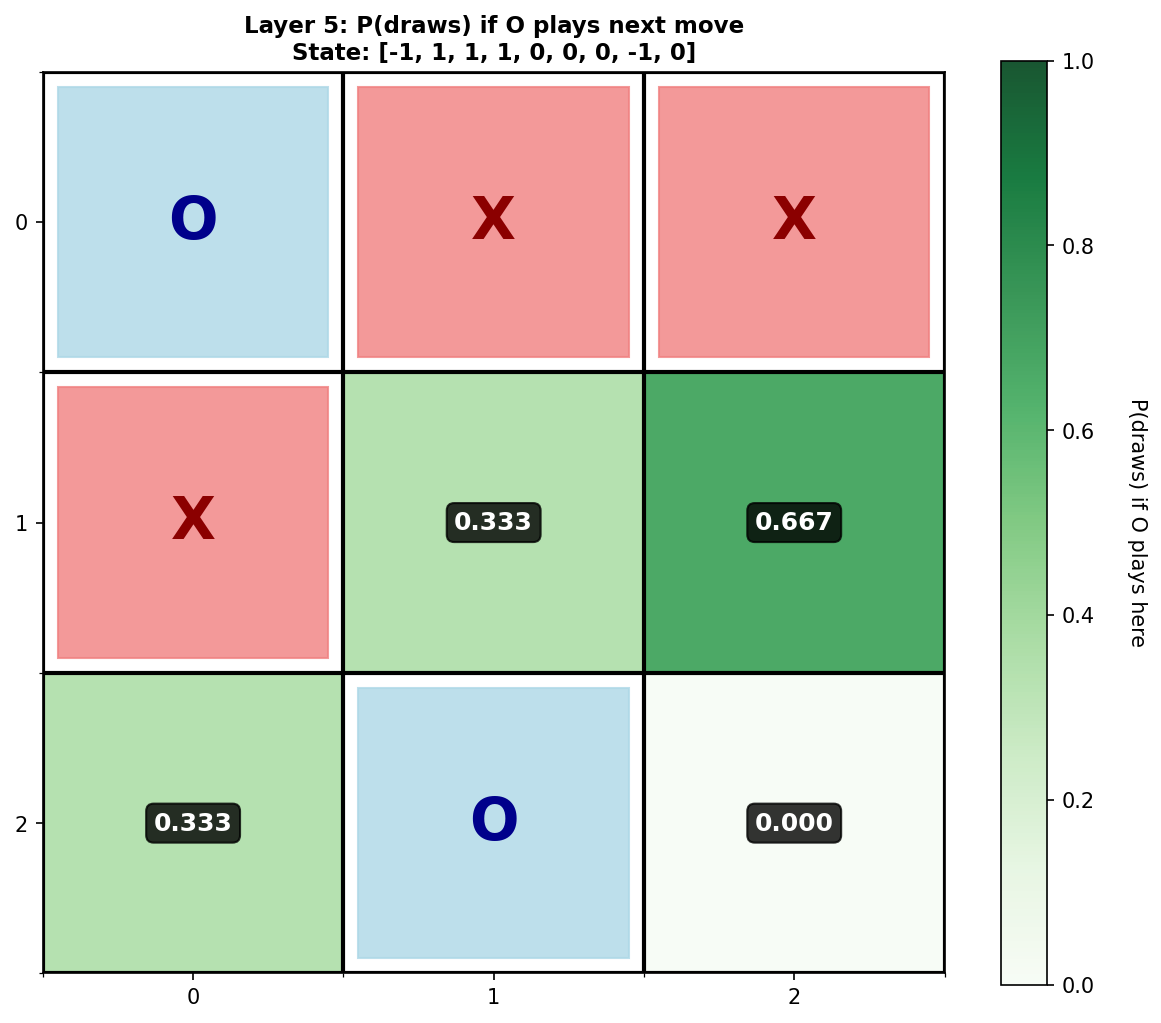 Layer 5: P(draws) if O plays next move
State: [-1, 1, 1, 1, 0, 0, 0, -1, 0]
0
O
X
X
1
X
0.333
0.667
2
0.333
O
0.000
0
1
2
1.0
0.8
0.6
0.4
0.2
0.0
P(draws) if O plays here